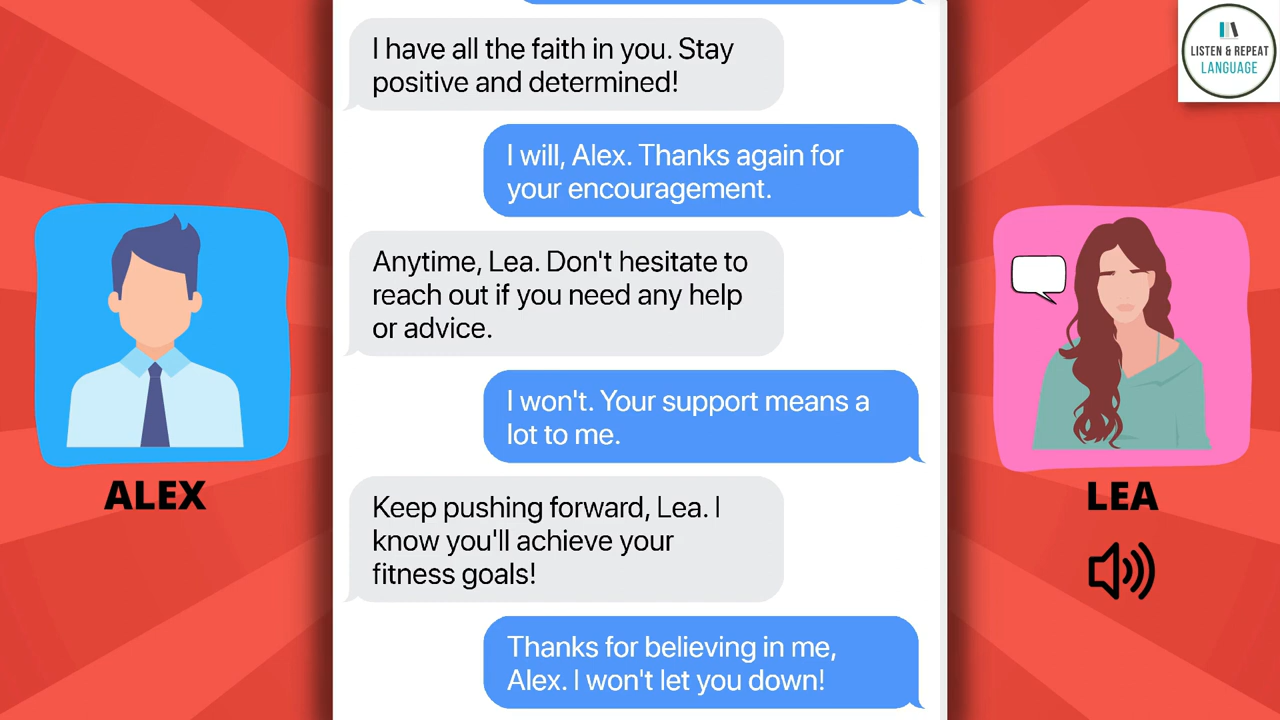 LISTEN & REPEAT
LANGUAGE
I have all the faith in you. Stay
positive and determined!
I will, Alex. Thanks again for
your encouragement.
Anytime, Lea. Don't hesitate to
reach out if you need any help
or advice.
I won't. Your support means a
lot to me.
Keep pushing forward, Lea. I
know you'll achieve your
fitness goals!
Thanks for believing in me,
Alex. I won't let you down!
ALEX
LEA